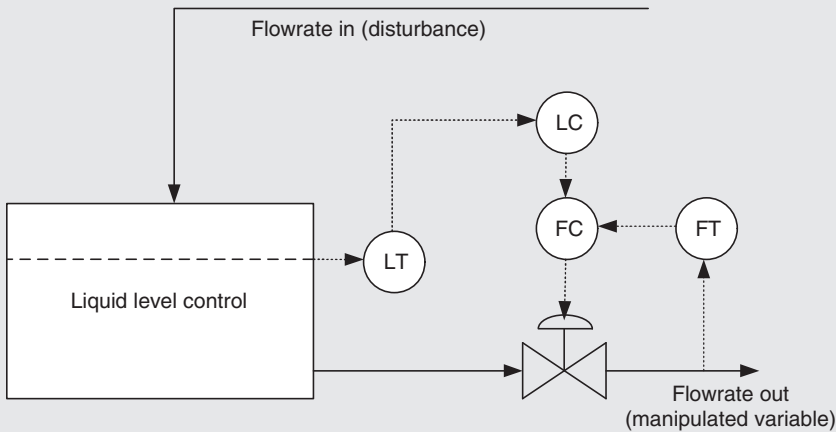 Flowrate in (disturbance)
LC
FC
FT
LT
Liquid level control
Flowrate out
(manipulated variable)